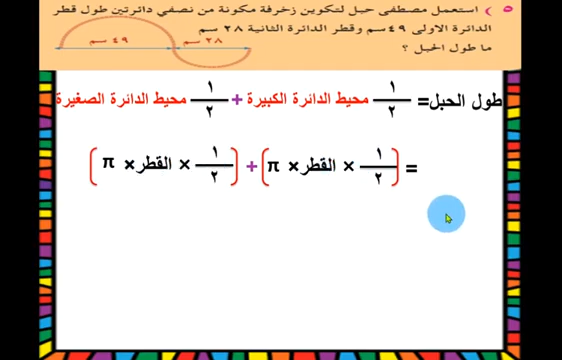 ٥ ) استعمل مصطفى حبل لتكوين زخرفة مكونة من نصفي دائرتين طول قطر
الدائرة الاولى ٤٩ سم وقطر الدائرة الثانية ٢٨ سم
ما طول الحبل ؟
٤٩ سم
٢٨ سم
طول الحبل= ١/٢ محيط الدائرة الكبيرة + ١/٢ محيط الدائرة الصغيرة
= (١/٢ × القطر× π) + (١/٢ × القطر× π)